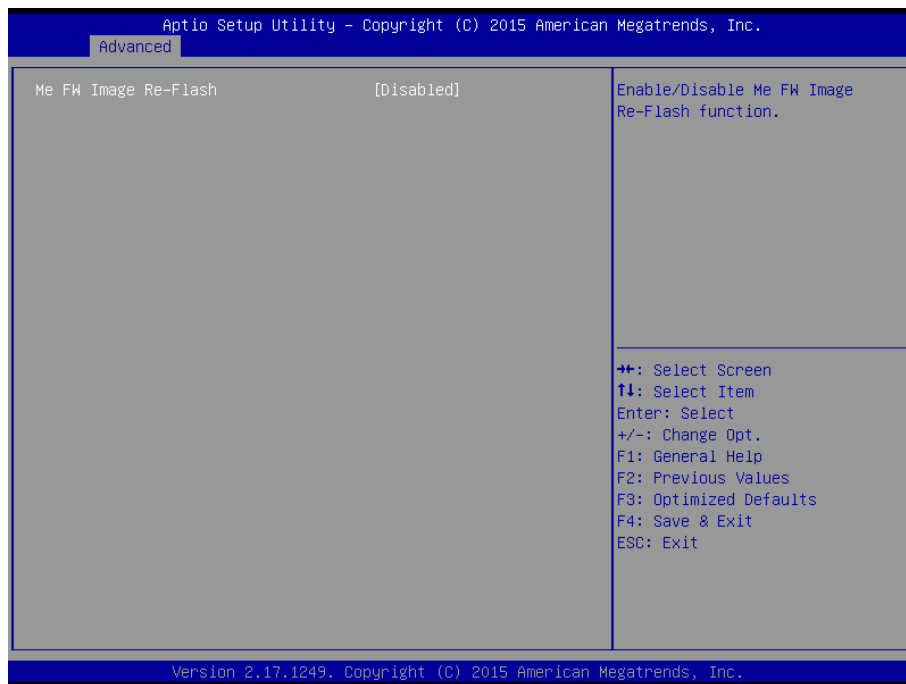 Aptio Setup Utility – Copyright (C) 2015 American Megatrends, Inc.
Advanced
Me FW Image Re-Flash [Disabled]
Enable/Disable Me FW Image
Re-Flash function.
→←: Select Screen
↑↓: Select Item
Enter: Select
+/-: Change Opt.
F1: General Help
F2: Previous Values
F3: Optimized Defaults
F4: Save & Exit
ESC: Exit
Version 2.17.1249. Copyright (C) 2015 American Megatrends, Inc.